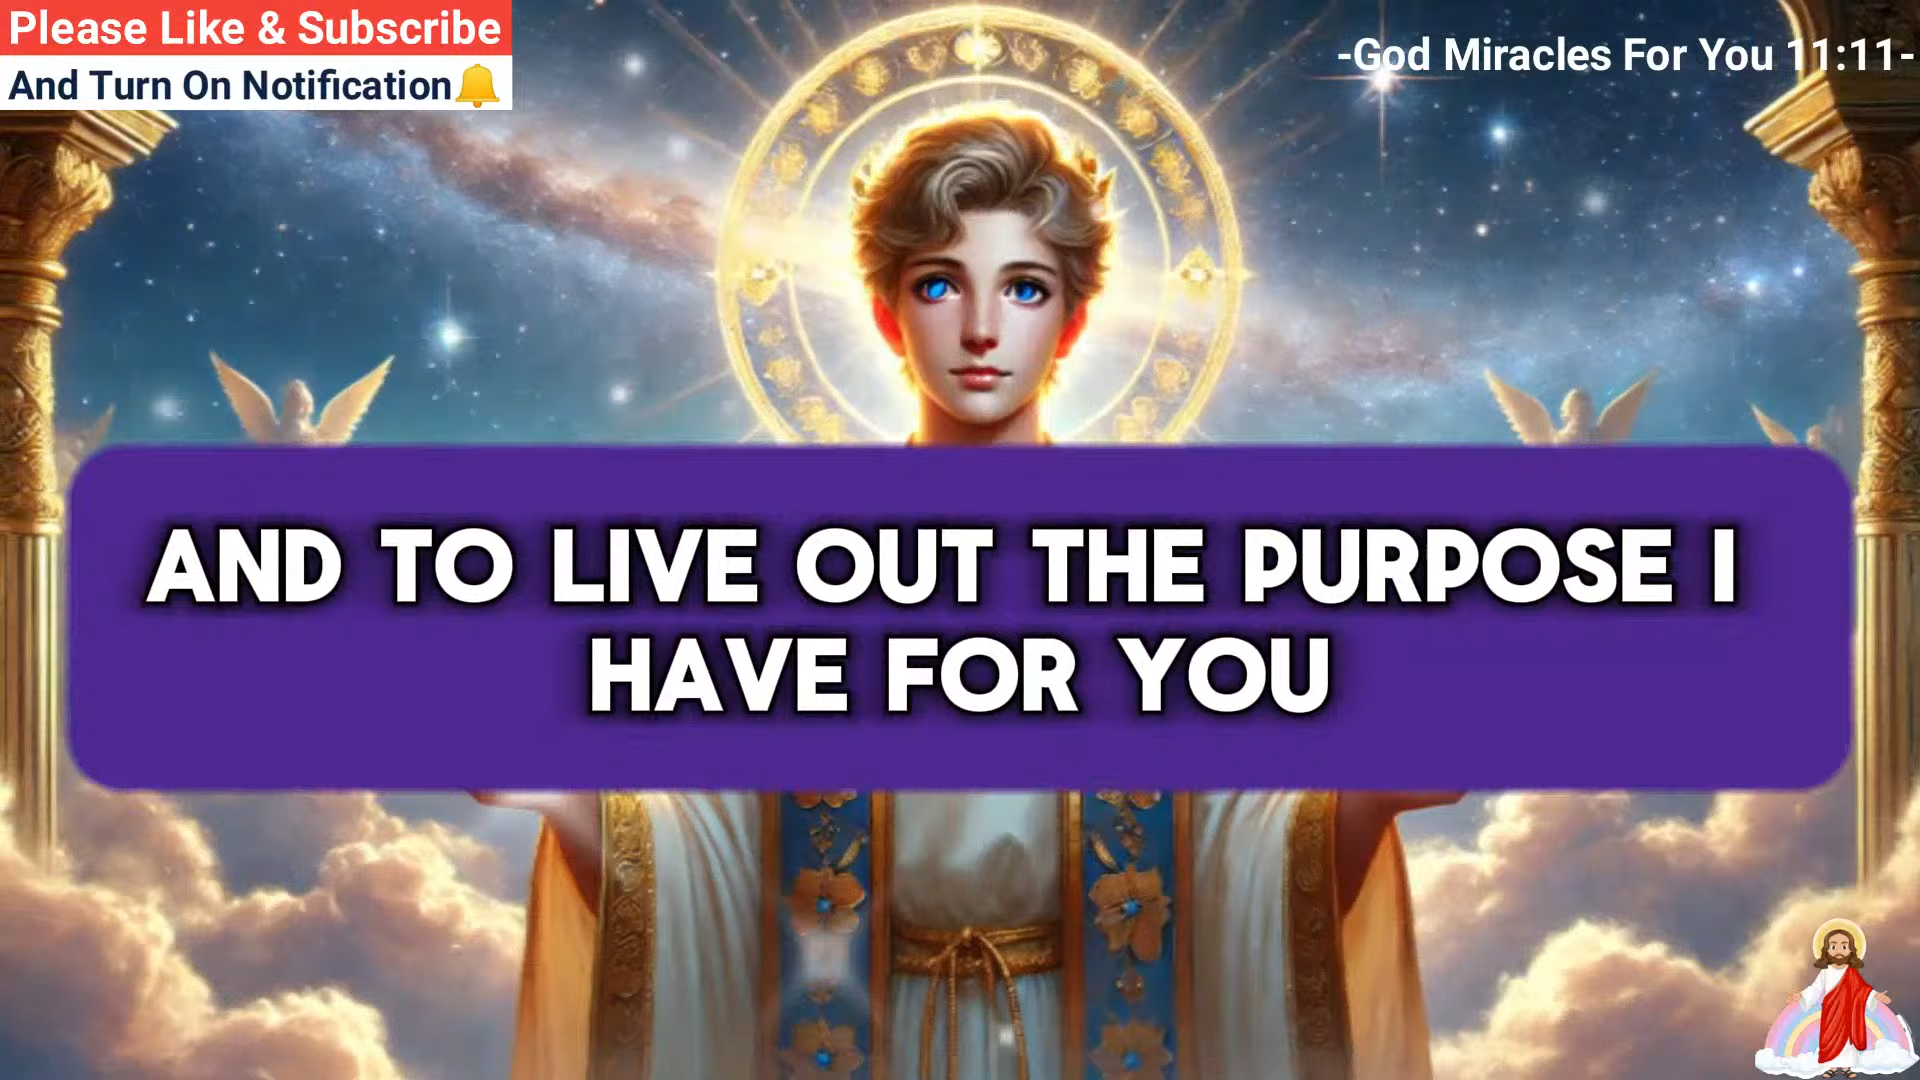 Please Like & Subscribe
And Turn On Notification🔔
-God Miracles For You 11:11-
AND TO LIVE OUT THE PURPOSE I
HAVE FOR YOU